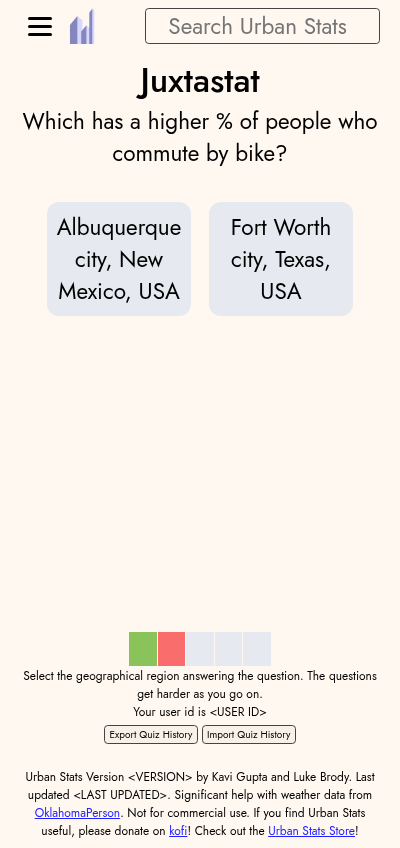 Search Urban Stats
Juxtastat
Which has a higher % of people who
commute by bike?
Albuquerque
city, New
Mexico, USA
Fort Worth
city, Texas,
USA
Select the geographical region answering the question. The questions
get harder as you go on.
Your user id is <USER ID>
Export Quiz History
Import Quiz History
Urban Stats Version <VERSION> by Kavi Gupta and Luke Brody. Last
updated <LAST UPDATED>. Significant help with weather data from
OklahomaPerson. Not for commercial use. If you find Urban Stats
useful, please donate on kofi! Check out the Urban Stats Store!